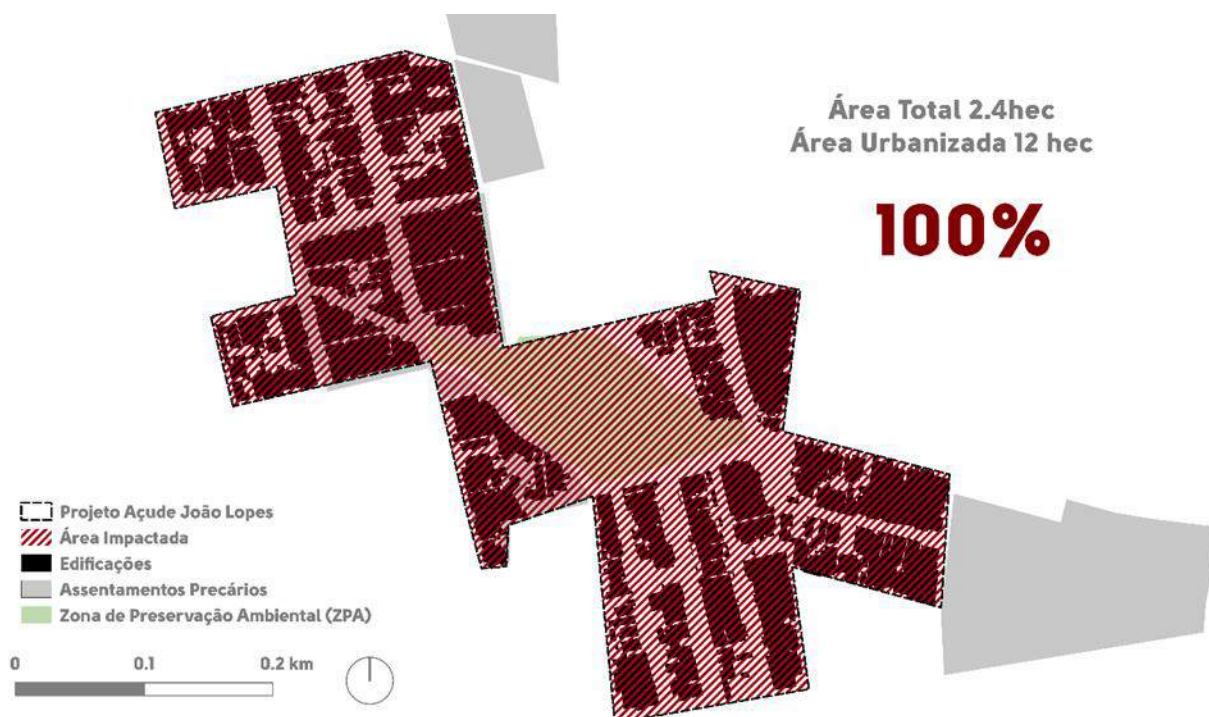 Área Total 2.4hec
Área Urbanizada 12 hec
100%
Projeto Açude João Lopes
Área Impactada
Edificações
Assentamentos Precários
Zona de Preservação Ambiental (ZPA)
0 0.1 0.2 km